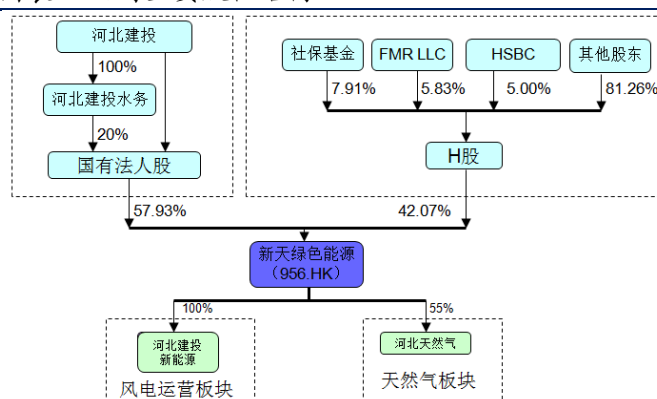 河北建投
100%
河北建投水务
20%
国有法人股
57.93%
社保基金
FMR LLC
HSBC
其他股东
7.91%
5.83%
5.00%
81.26%
H股
42.07%
新天绿色能源
（956.HK）
100%
55%
河北建投
新能源
风电运营板块
河北天然气
天然气板块